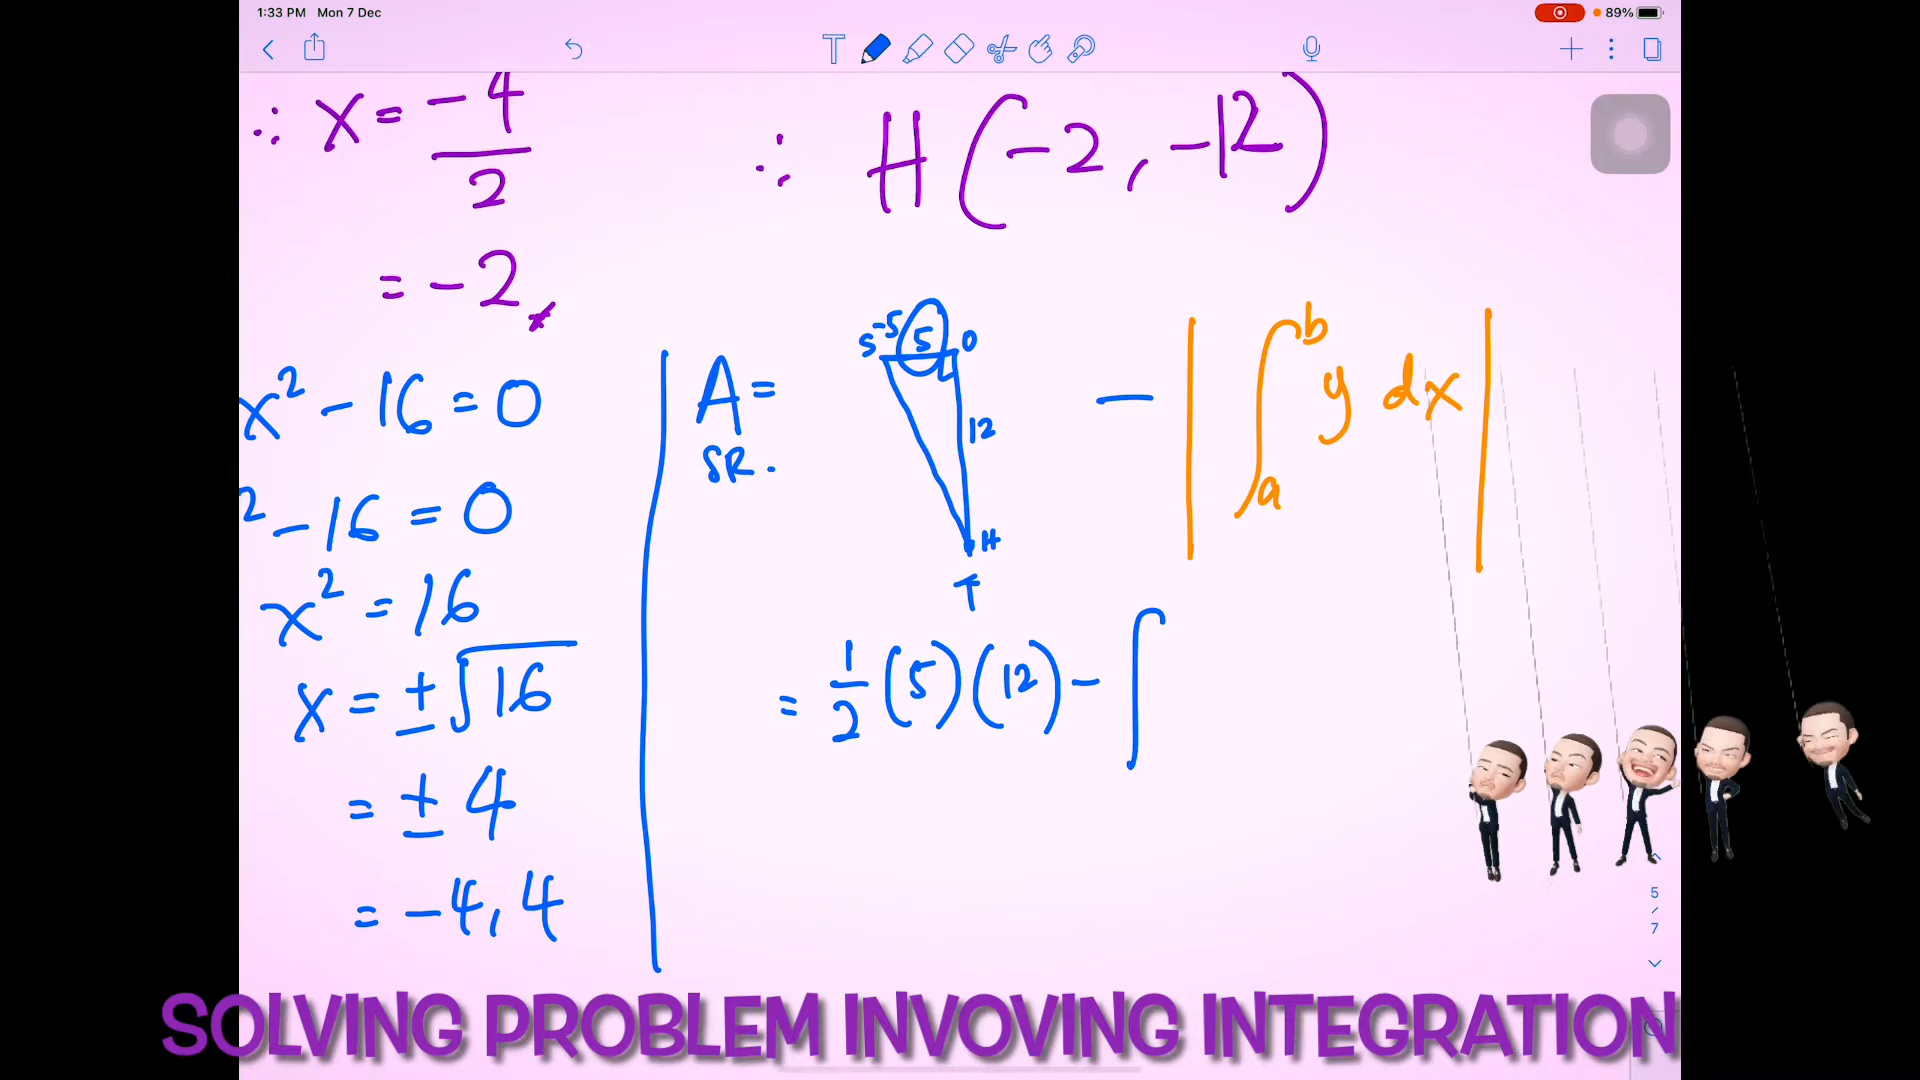 1:33 PM Mon 7 Dec
89%
∴ x = -4/2
= -2
∴ H(-2, -12)
x² - 16 = 0
² - 16 = 0
x² = 16
x = ±√16
= ± 4
= -4, 4
A =
SR.
S -5 5 0
12
H
T
- | ∫ₐᵇ y dx |
= 1/2 (5)(12) - ∫
5
/
7
SOLVING PROBLEM INVOVING INTEGRATION